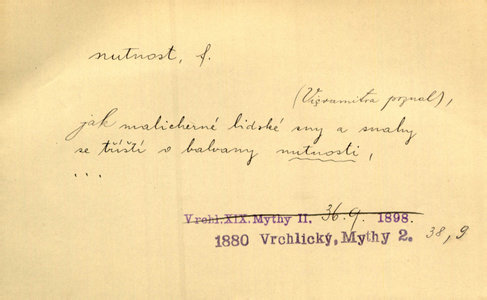 nutnost, f.
(Visvamitra poznal),
jak malicherné lidské sny a snahy
se tříští o balvany nutnosti,
...
Vrchl.XIX.Mythy II. 36.9. 1898.
1880 Vrchlický, Mythy 2. 38,9